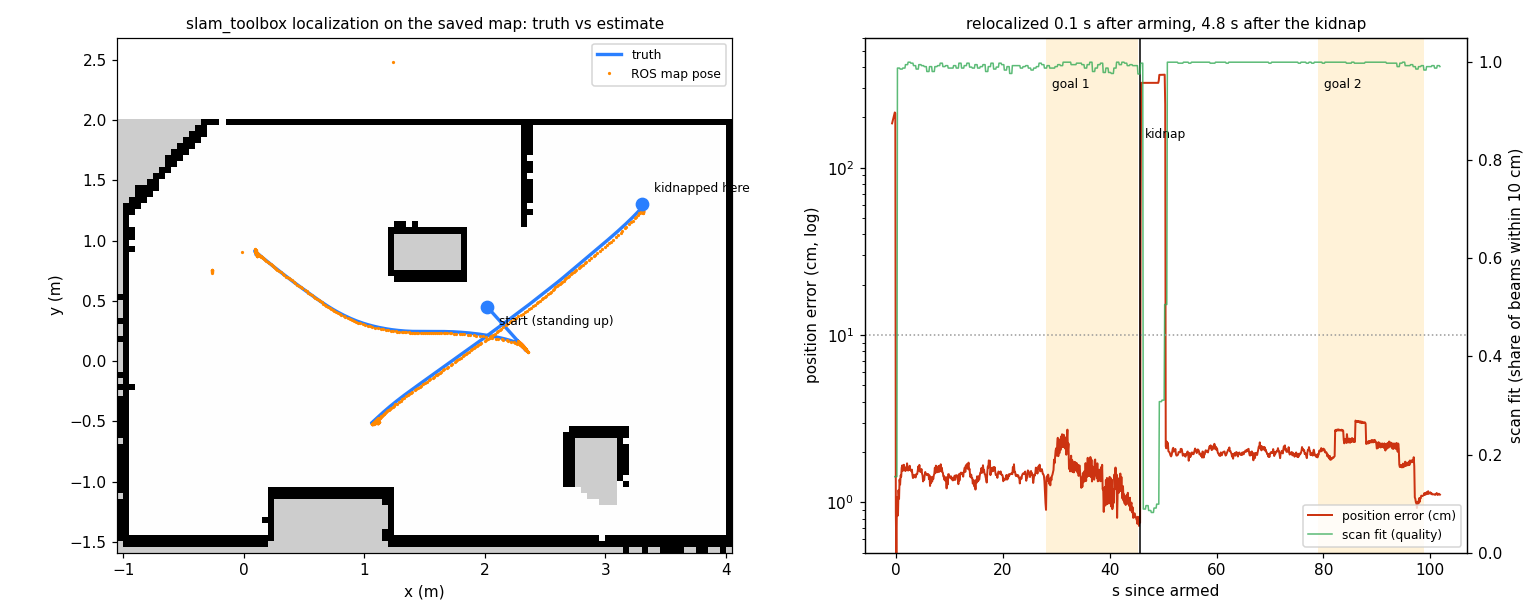 slam_toolbox localization on the saved map: truth vs estimate
truth
ROS map pose
kidnapped here
start (standing up)
2.5
2.0
1.5
1.0
0.5
0.0
−0.5
−1.0
−1.5
y (m)
−1
0
1
2
3
4
x (m)
relocalized 0.1 s after arming, 4.8 s after the kidnap
goal 1
goal 2
kidnap
10²
10¹
10⁰
position error (cm, log)
1.0
0.8
0.6
0.4
0.2
0.0
scan fit (share of beams within 10 cm)
position error (cm)
scan fit (quality)
0
20
40
60
80
100
s since armed